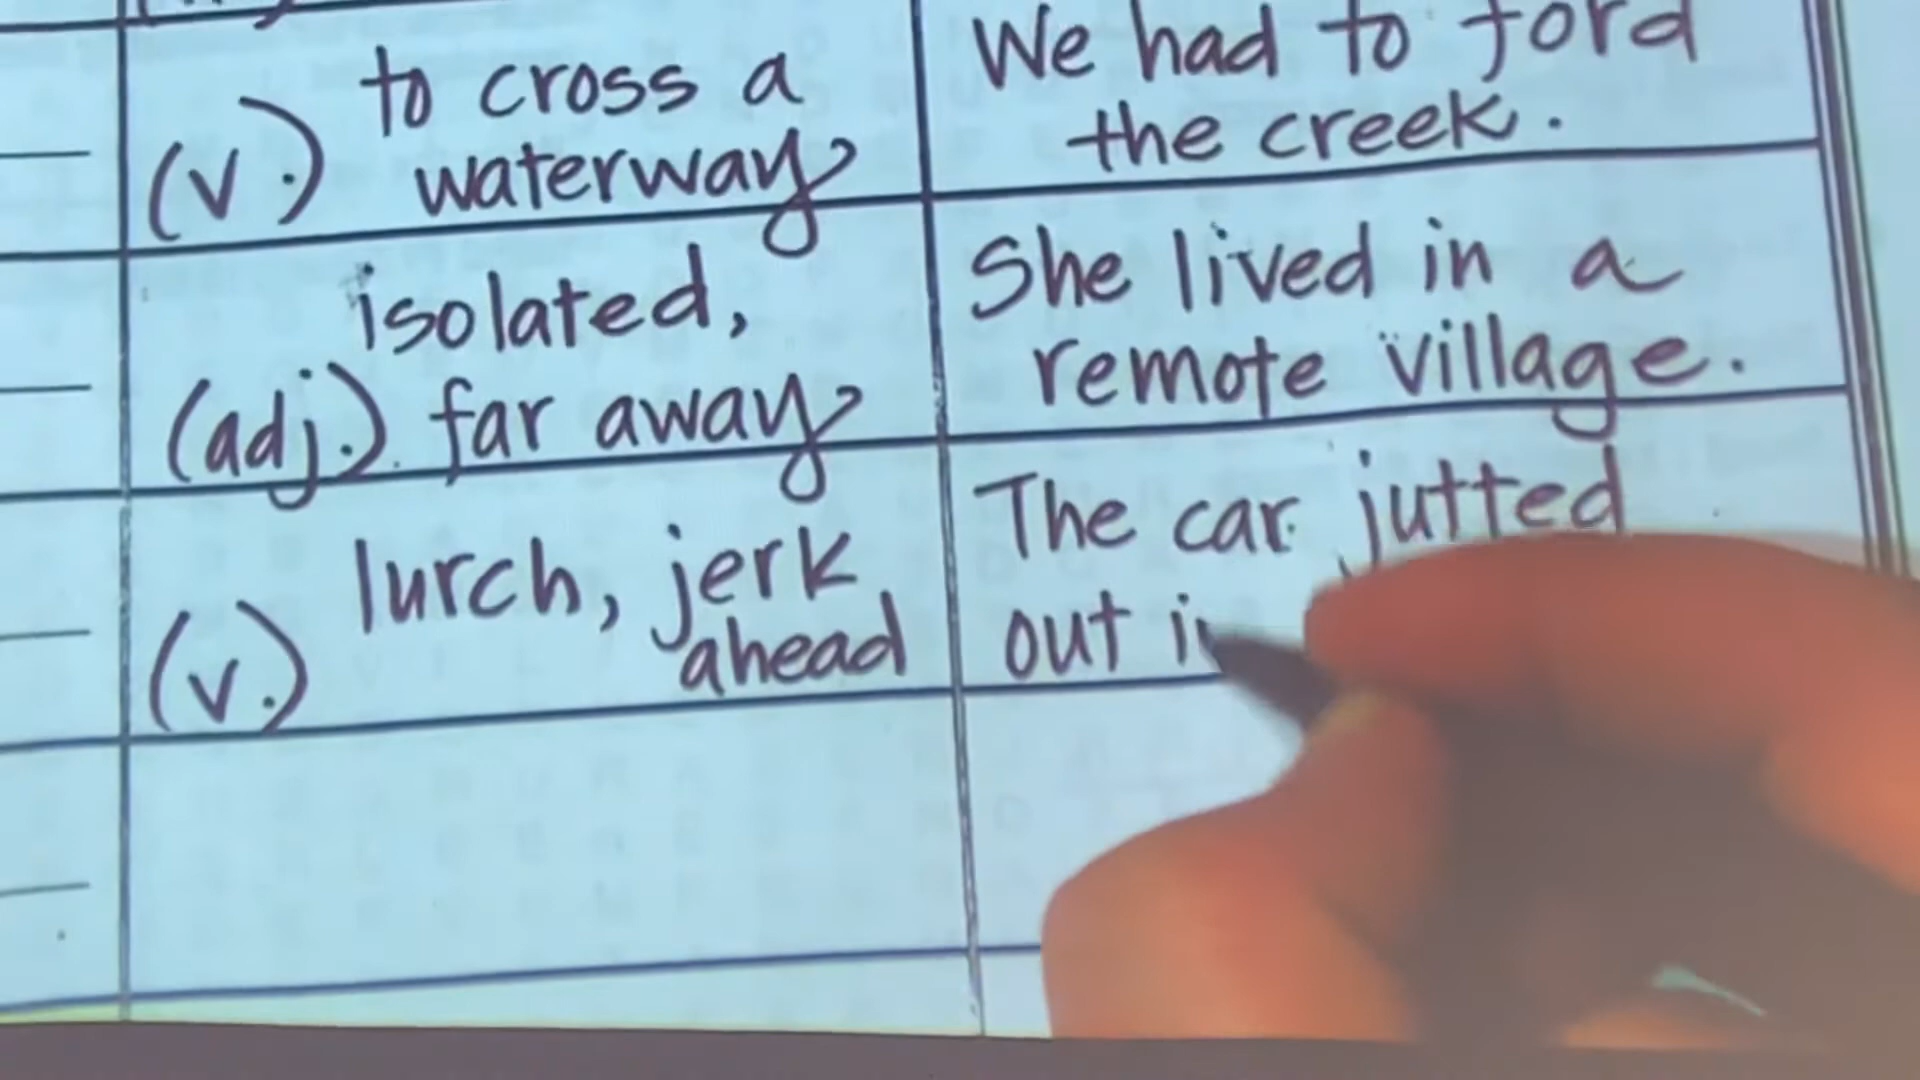 to cross a
(v.) waterway
We had to ford
the creek.
isolated,
(adj.) far away
She lived in a
remote village.
lurch, jerk
(v.) ahead
The car jutted
out